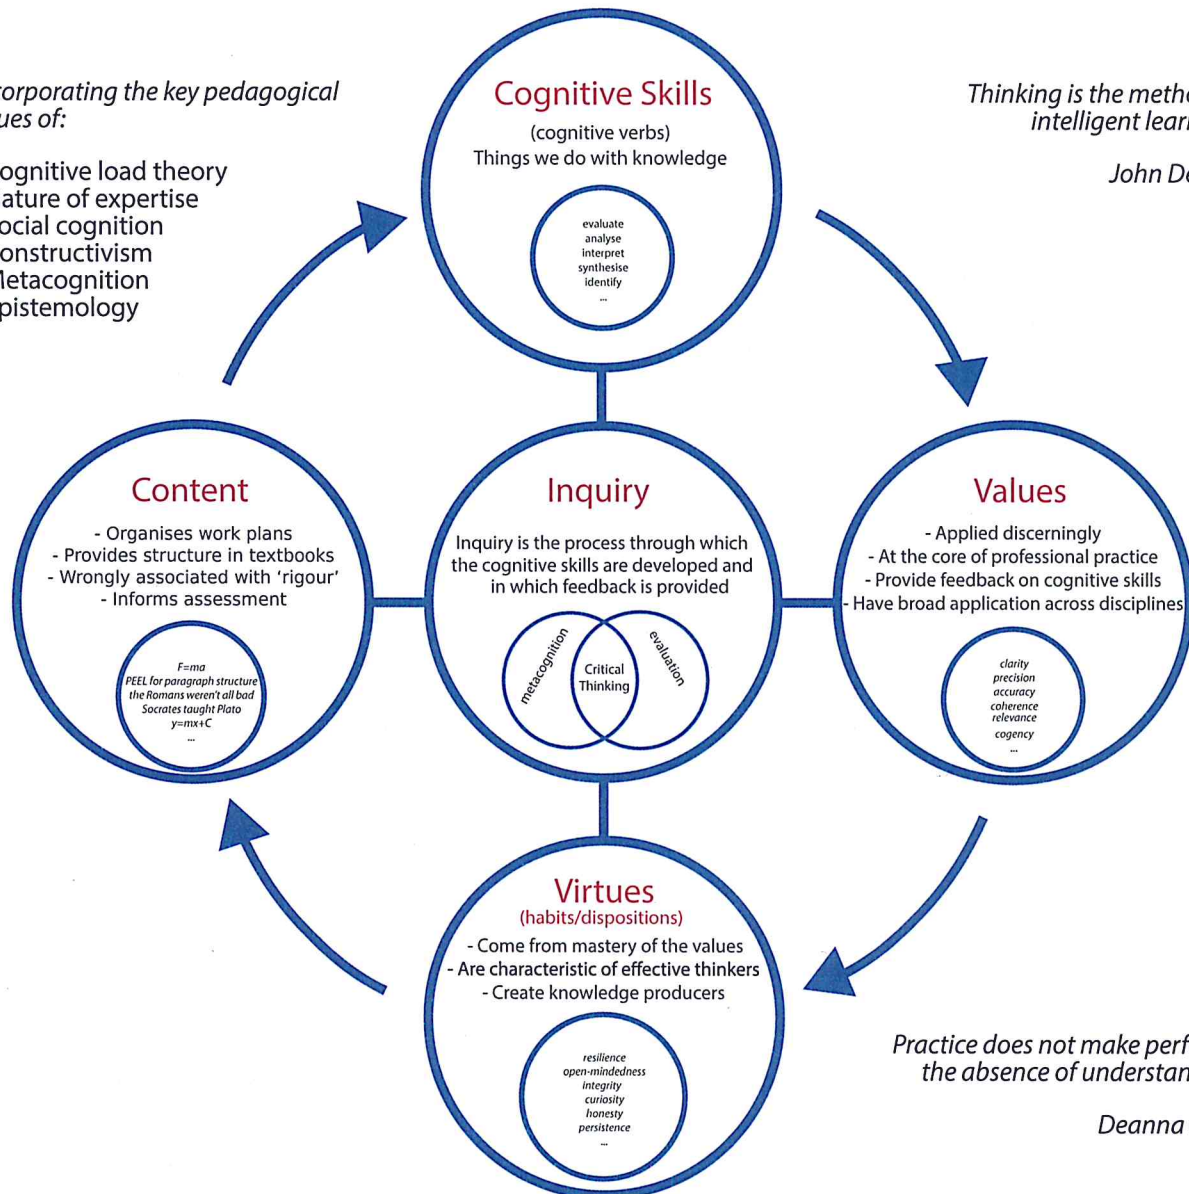 corporating the key pedagogical
ues of:
ognitive load theory
ature of expertise
ocial cognition
onstructivism
Metacognition
pistemology
Cognitive Skills
(cognitive verbs)
Things we do with knowledge
evaluate
analyse
interpret
synthesise
identify
...
Thinking is the metho
intelligent learn
John De
Content
- Organises work plans
- Provides structure in textbooks
- Wrongly associated with 'rigour'
- Informs assessment
F=ma
PEEL for paragraph structure
the Romans weren't all bad
Socrates taught Plato
y=mx+C
...
Inquiry
Inquiry is the process through which
the cognitive skills are developed and
in which feedback is provided
metacognition
Critical
Thinking
evaluation
Values
- Applied discerningly
- At the core of professional practice
- Provide feedback on cognitive skills
- Have broad application across disciplines
clarity
precision
accuracy
coherence
relevance
cogency
...
Virtues
(habits/dispositions)
- Come from mastery of the values
- Are characteristic of effective thinkers
- Create knowledge producers
resilience
open-mindedness
integrity
curiosity
honesty
persistence
...
Practice does not make perf
the absence of understan
Deanna